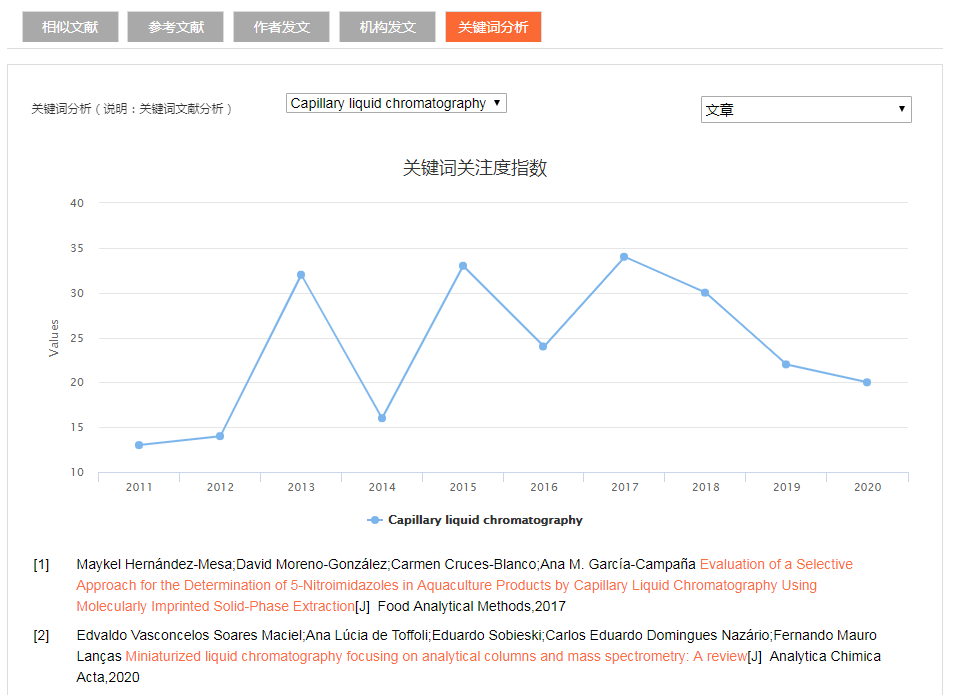 相似文献 参考文献 作者发文 机构发文 关键词分析
关键词分析（说明：关键词文献分析） Capillary liquid chromatography 文章
关键词关注度指数
40
35
30
25
20
15
10
Values
2011 2012 2013 2014 2015 2016 2017 2018 2019 2020
Capillary liquid chromatography
[1] Maykel Hernández-Mesa;David Moreno-González;Carmen Cruces-Blanco;Ana M. García-Campaña Evaluation of a Selective
Approach for the Determination of 5-Nitroimidazoles in Aquaculture Products by Capillary Liquid Chromatography Using
Molecularly Imprinted Solid-Phase Extraction[J] Food Analytical Methods,2017
[2] Edvaldo Vasconcelos Soares Maciel;Ana Lúcia de Toffoli;Eduardo Sobieski;Carlos Eduardo Domingues Nazário;Fernando Mauro
Lanças Miniaturized liquid chromatography focusing on analytical columns and mass spectrometry: A review[J] Analytica Chimica
Acta,2020